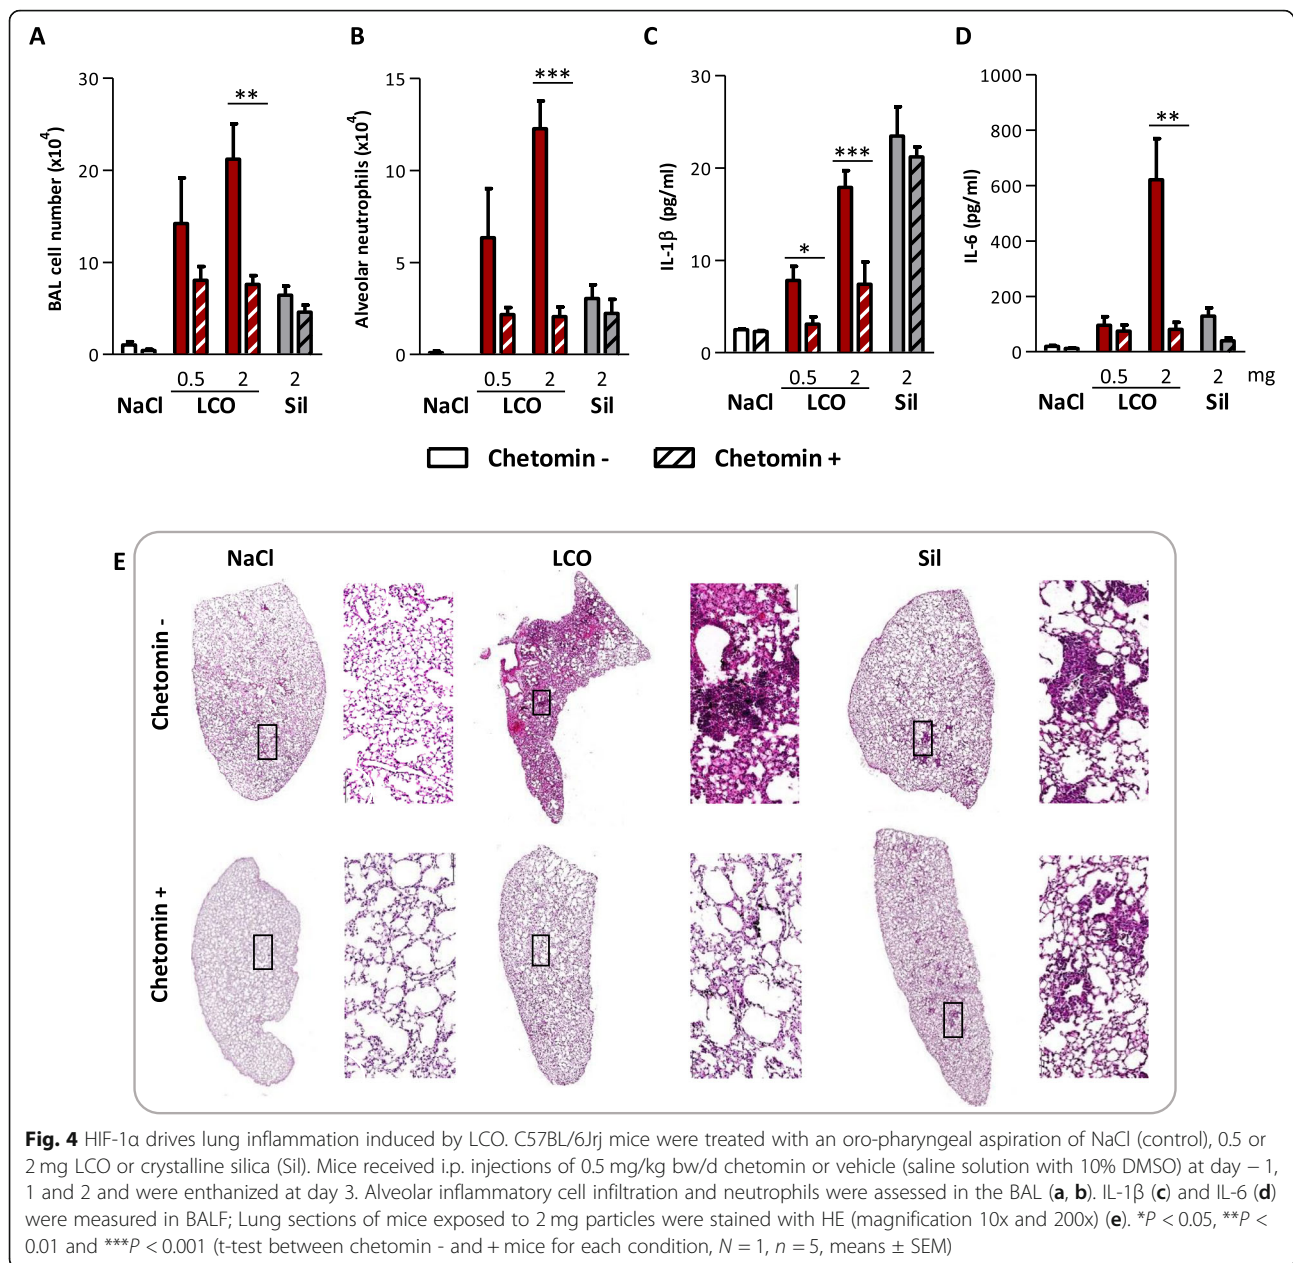 A
B
C
D
BAL cell number (x10⁴)
30
20
10
0
**
0.5 2 2
NaCl LCO Sil
Alveolar neutrophils (x10⁴)
15
10
5
0
***
0.5 2 2
NaCl LCO Sil
IL-1β (pg/ml)
30
20
10
0
*
***
0.5 2 2
NaCl LCO Sil
IL-6 (pg/ml)
1000
800
600
400
200
0
**
0.5 2 2 mg
NaCl LCO Sil
Chetomin - Chetomin +
E
NaCl LCO Sil
Chetomin -
Chetomin +
Fig. 4 HIF-1α drives lung inflammation induced by LCO. C57BL/6Jrj mice were treated with an oro-pharyngeal aspiration of NaCl (control), 0.5 or
2 mg LCO or crystalline silica (Sil). Mice received i.p. injections of 0.5 mg/kg bw/d chetomin or vehicle (saline solution with 10% DMSO) at day − 1,
1 and 2 and were enthanized at day 3. Alveolar inflammatory cell infiltration and neutrophils were assessed in the BAL (a, b). IL-1β (c) and IL-6 (d)
were measured in BALF; Lung sections of mice exposed to 2 mg particles were stained with HE (magnification 10x and 200x) (e). *P < 0.05, **P <
0.01 and ***P < 0.001 (t-test between chetomin - and + mice for each condition, N = 1, n = 5, means ± SEM)